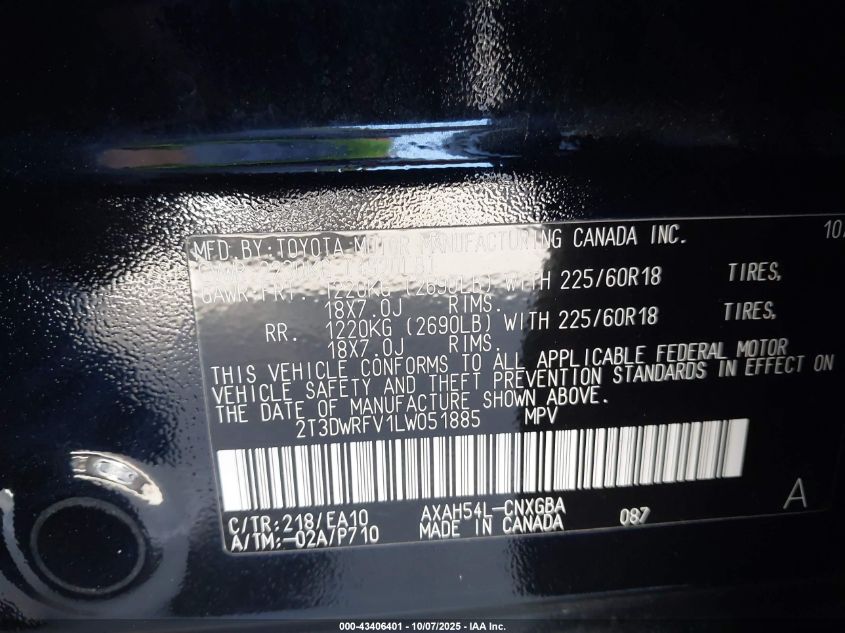 MFD.BY:TOYOTA MOTOR MANUFACTURING CANADA INC. 10/
GAWR FRT. 1220KG (2690LB) WITH 225/60R18 TIRES,
18X7.0J RIMS.
RR. 1220KG (2690LB) WITH 225/60R18 TIRES,
18X7.0J RIMS.
THIS VEHICLE CONFORMS TO ALL APPLICABLE FEDERAL MOTOR
VEHICLE SAFETY AND THEFT PREVENTION STANDARDS IN EFFECT ON
THE DATE OF MANUFACTURE SHOWN ABOVE.
2T3DWRFV1LW051885 MPV
C/TR:218/EA10 AXAH54L-CNXGBA 087 A
A/TM:-02A/P710 MADE IN CANADA
000-43406401 - 10/07/2025 - IAA Inc.